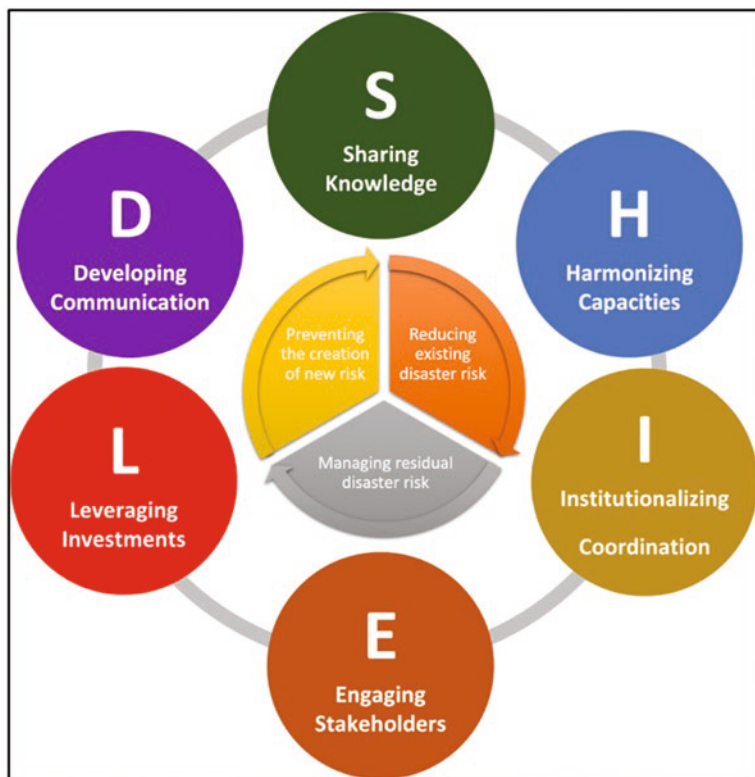 S
Sharing
Knowledge
H
Harmonizing
Capacities
I
Institutionalizing
Coordination
E
Engaging
Stakeholders
L
Leveraging
Investments
D
Developing
Communication
Preventing
the creation
of new risk
Reducing
existing
disaster risk
Managing residual
disaster risk